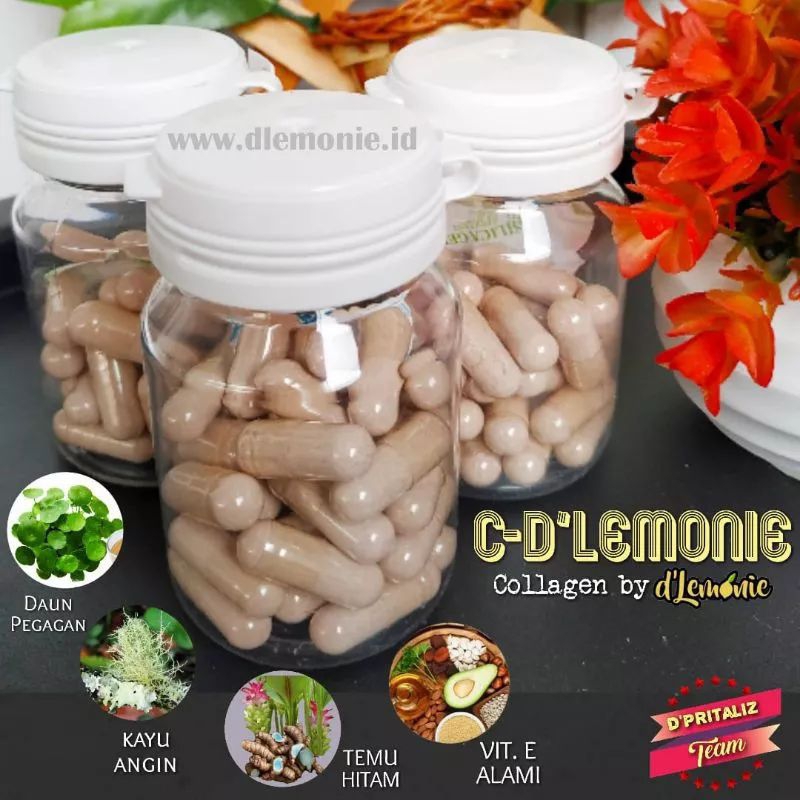 www.dlemonie.id
C-D'LEMONIE
Collagen by d'Lemonie
DAUN
PEGAGAN
KAYU
ANGIN
TEMU
HITAM
VIT. E
ALAMI
D'PRITALIZ
Team